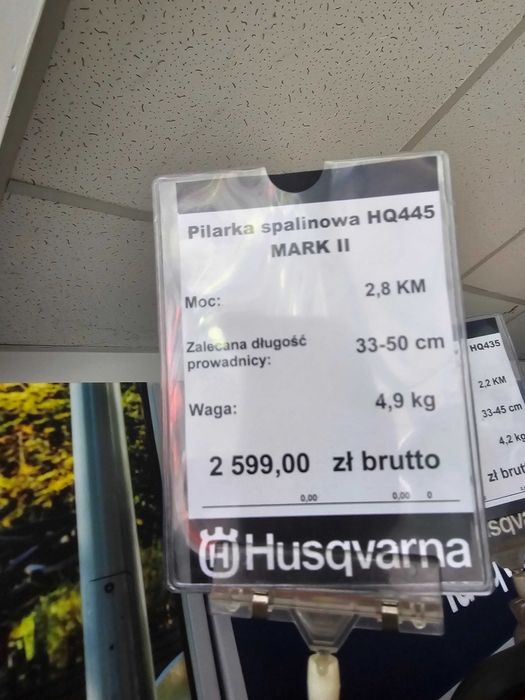 Pilarka spalinowa HQ445
MARK II
Moc: 2,8 KM
Zalecana długość
prowadnicy: 33-50 cm
Waga: 4,9 kg
2 599,00 zł brutto
0,00 0,00 0
Husqvarna
HQ435
2,2 KM
33-45 cm
4,2 kg
zł brut